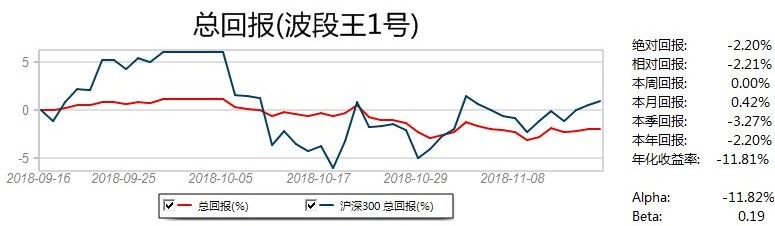 总回报(波段王1号)
5
0
-5
2018-09-16 2018-09-25 2018-10-05 2018-10-17 2018-10-29 2018-11-08
总回报(%) 沪深300 总回报(%)
绝对回报: -2.20%
相对回报: -2.21%
本周回报: 0.00%
本月回报: 0.42%
本季回报: -3.27%
本年回报: -2.20%
年化收益率: -11.81%
Alpha: -11.82%
Beta: 0.19